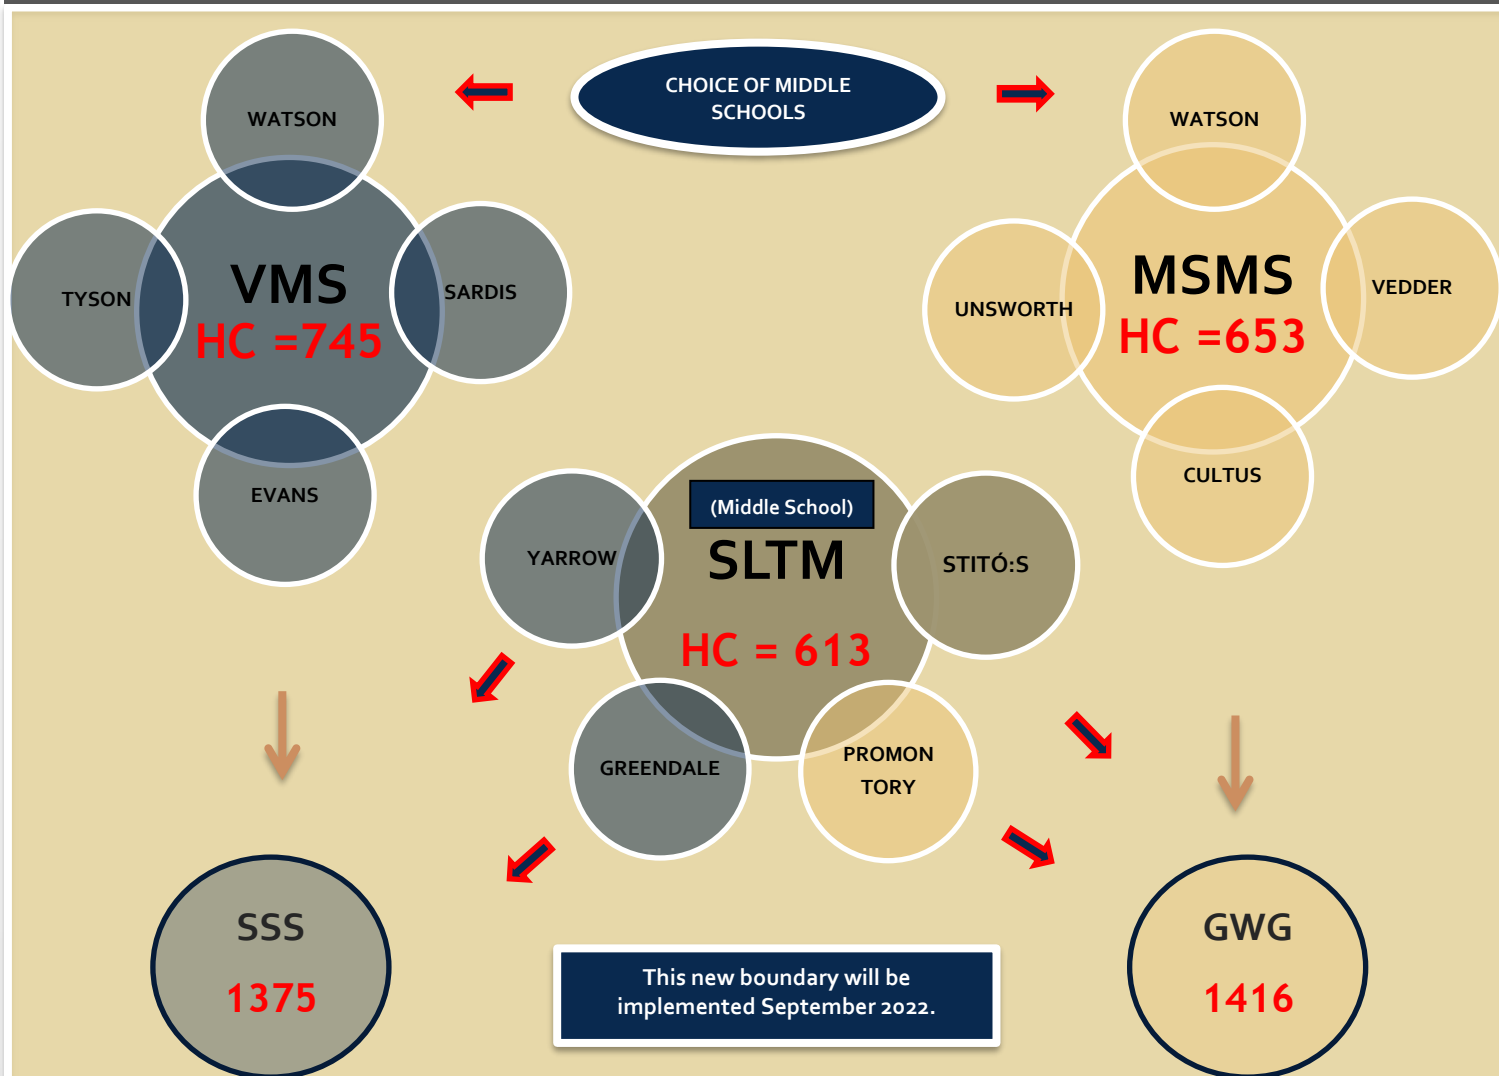 CHOICE OF MIDDLE
SCHOOLS
WATSON
TYSON
VMS
HC =745
SARDIS
EVANS
WATSON
UNSWORTH
MSMS
HC =653
VEDDER
CULTUS
(Middle School)
SLTM
HC = 613
YARROW
STITÓ:S
GREENDALE
PROMON
TORY
SSS
1375
This new boundary will be
implemented September 2022.
GWG
1416